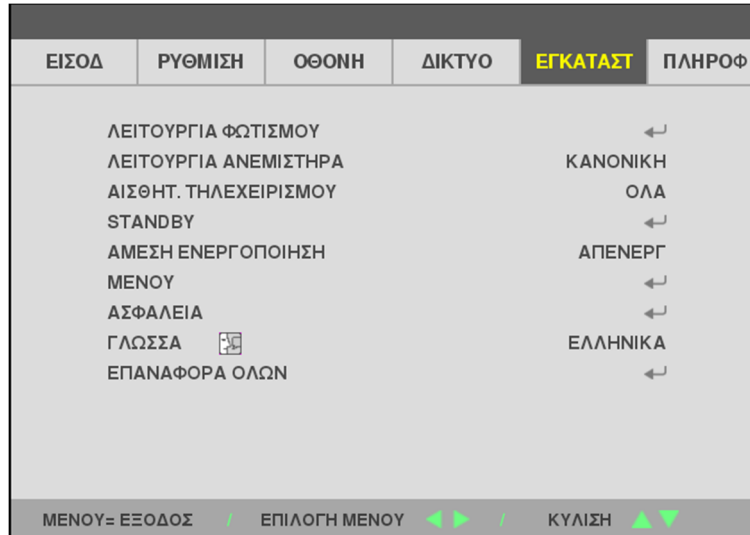 ΕΙΣΟΔ ΡΥΘΜΙΣΗ ΟΘΟΝΗ ΔΙΚΤΥΟ ΕΓΚΑΤΑΣΤ ΠΛΗΡΟΦ
ΛΕΙΤΟΥΡΓΙΑ ΦΩΤΙΣΜΟΥ
ΛΕΙΤΟΥΡΓΙΑ ΑΝΕΜΙΣΤΗΡΑ ΚΑΝΟΝΙΚΗ
ΑΙΣΘΗΤ. ΤΗΛΕΧΕΙΡΙΣΜΟΥ ΟΛΑ
STANDBY
ΑΜΕΣΗ ΕΝΕΡΓΟΠΟΙΗΣΗ ΑΠΕΝΕΡΓ
ΜΕΝΟΥ
ΑΣΦΑΛΕΙΑ
ΓΛΩΣΣΑ ΕΛΛΗΝΙΚΑ
ΕΠΑΝΑΦΟΡΑ ΟΛΩΝ
ΜΕΝΟΥ= ΕΞΟΔΟΣ / ΕΠΙΛΟΓΗ ΜΕΝΟΥ ◀ ▶ / ΚΥΛΙΣΗ ▲ ▼